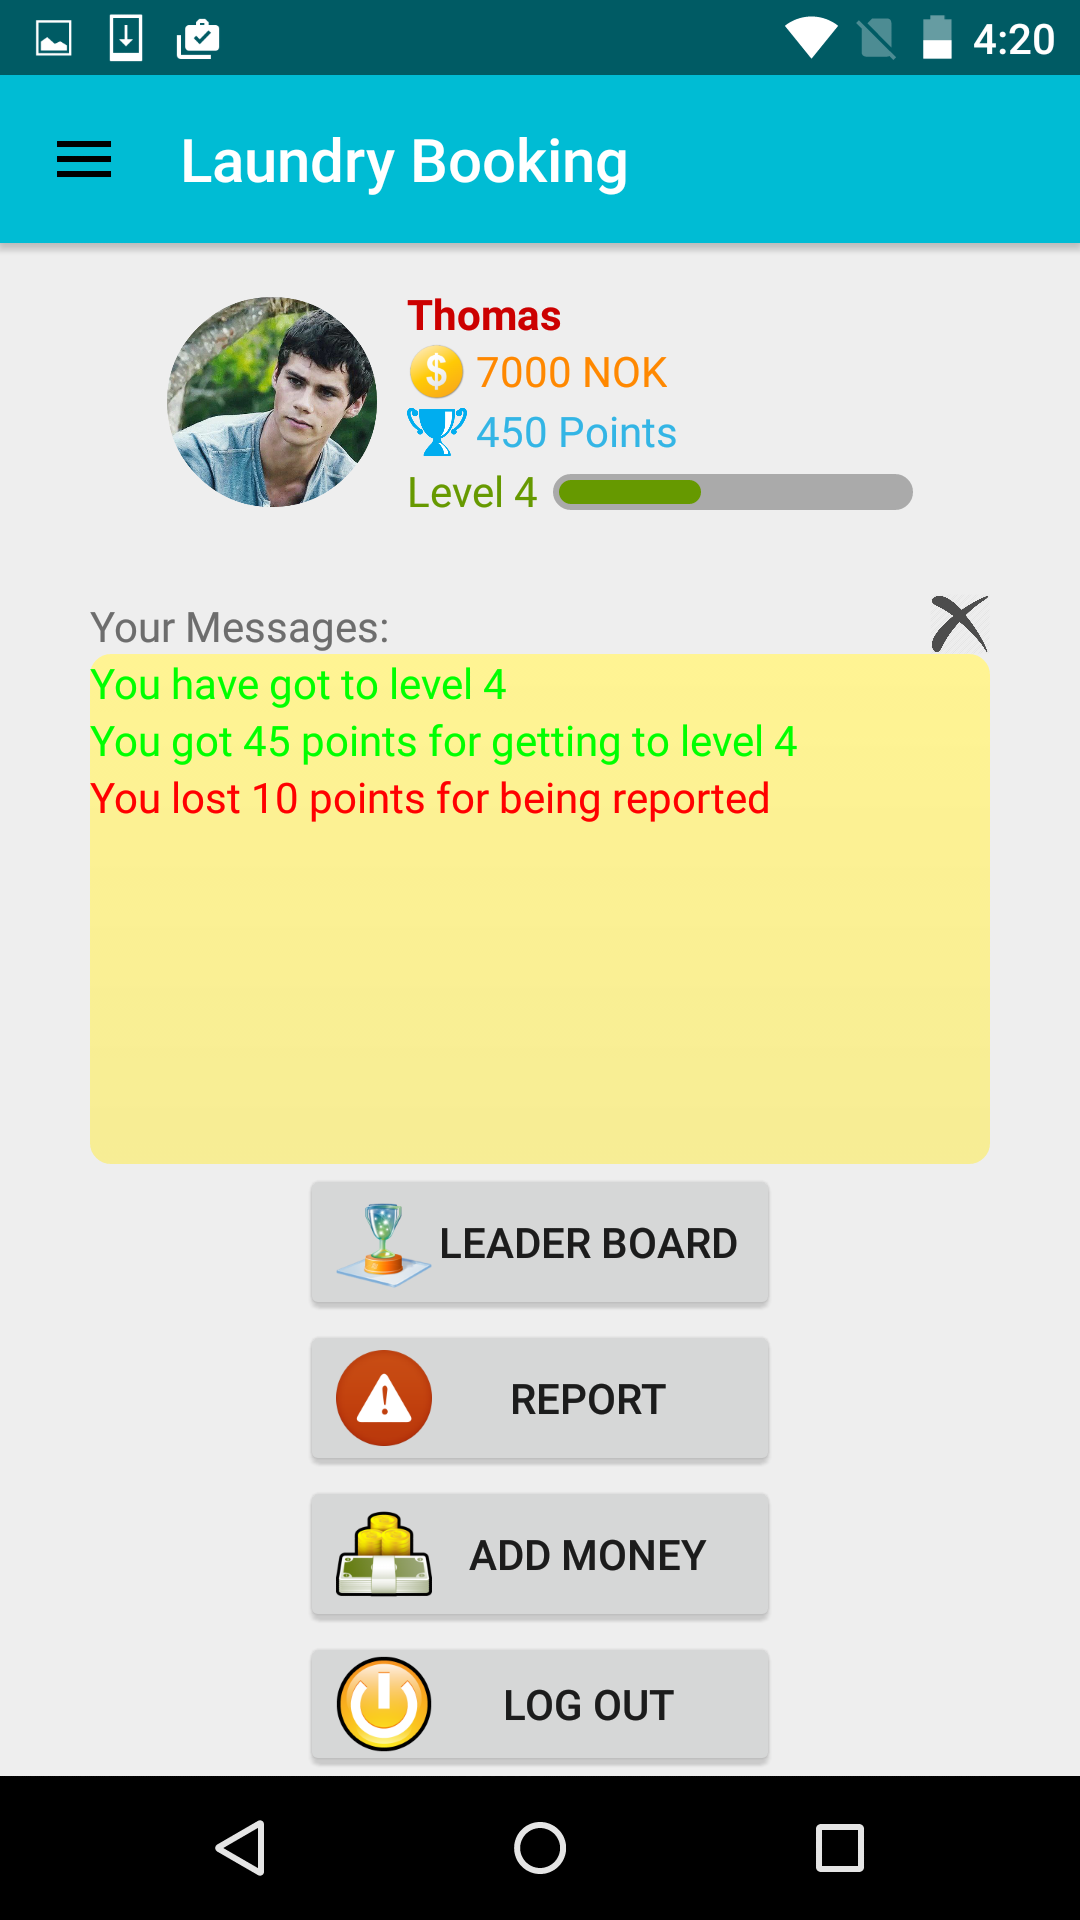 4:20
Laundry Booking
Thomas
$ 7000 NOK
450 Points
Level 4
Your Messages:
You have got to level 4
You got 45 points for getting to level 4
You lost 10 points for being reported
LEADER BOARD
REPORT
ADD MONEY
LOG OUT